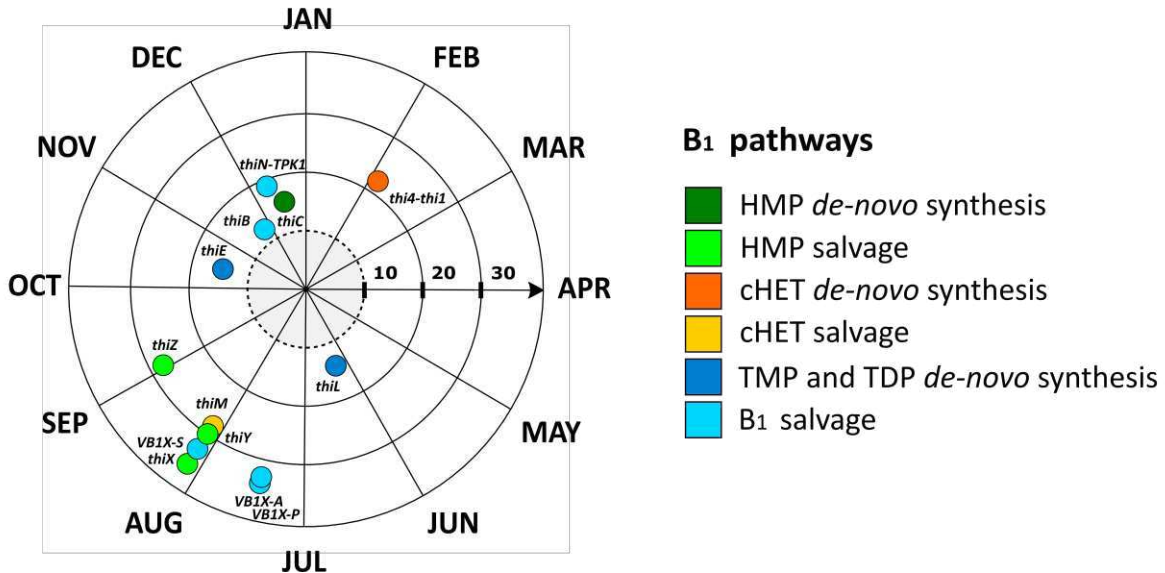 JAN
FEB
MAR
APR
MAY
JUN
JUL
AUG
SEP
OCT
NOV
DEC
10 20 30
thiN-TPK1
thiC
thiB
thiE
thi4-thi1
thiL
thiZ
thiM
thiY
VB1X-S
thiX
VB1X-A
VB1X-P
B1 pathways
HMP de-novo synthesis
HMP salvage
cHET de-novo synthesis
cHET salvage
TMP and TDP de-novo synthesis
B1 salvage